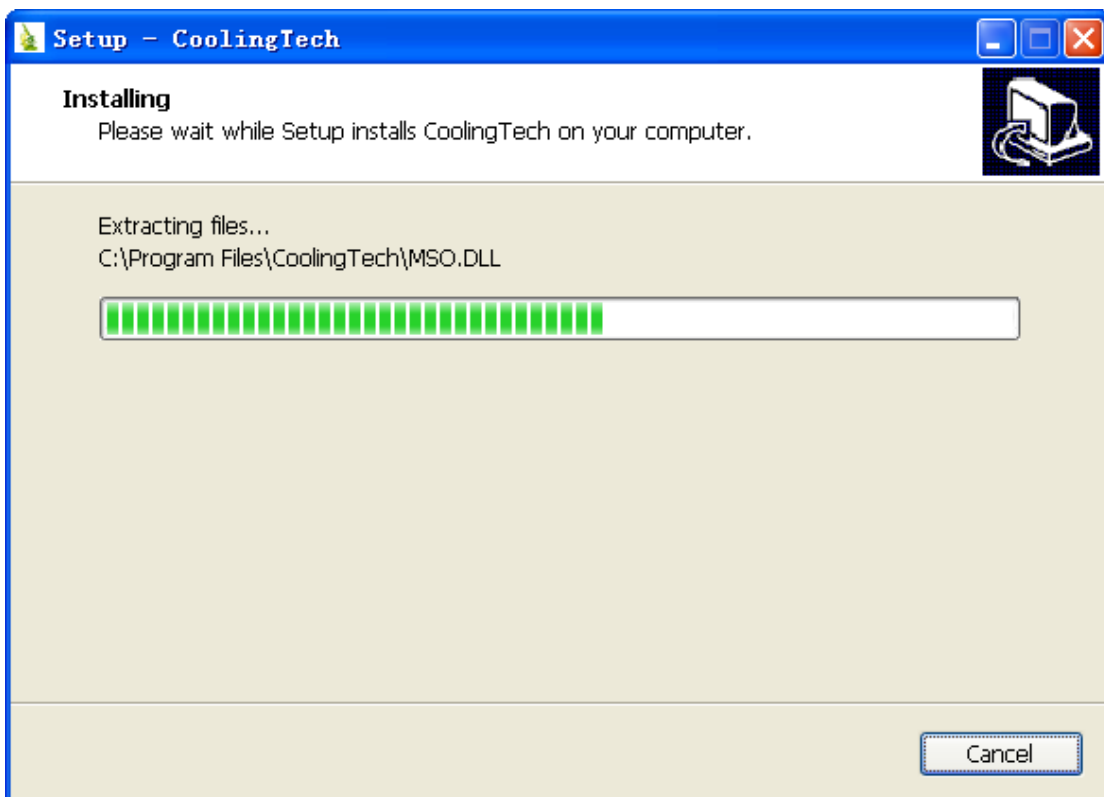 Setup - CoolingTech
Installing
Please wait while Setup installs CoolingTech on your computer.
Extracting files...
C:\Program Files\CoolingTech\MSO.DLL
Cancel